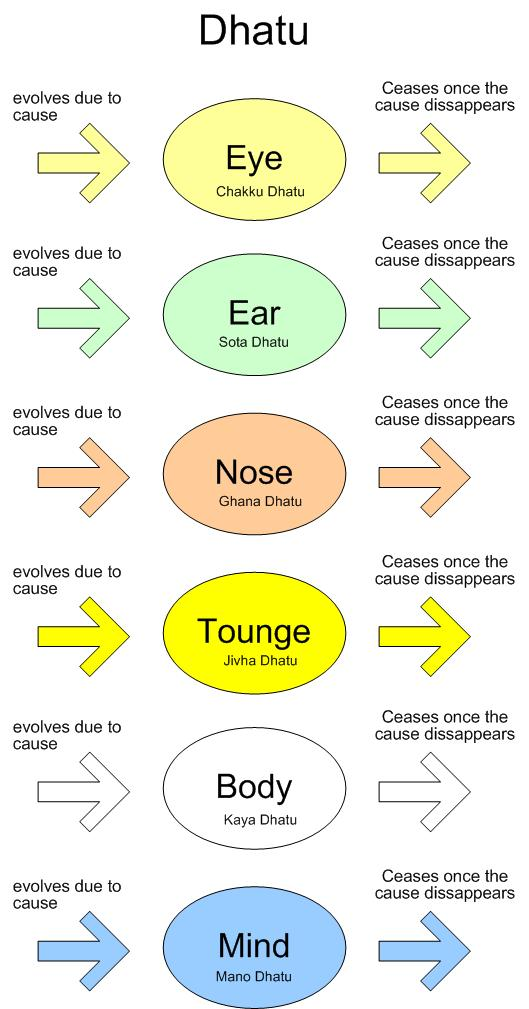 Dhatu
evolves due to
cause
Eye
Chakku Dhatu
Ceases once the
cause dissappears
evolves due to
cause
Ear
Sota Dhatu
Ceases once the
cause dissappears
evolves due to
cause
Nose
Ghana Dhatu
Ceases once the
cause dissappears
evolves due to
cause
Tounge
Jivha Dhatu
Ceases once the
cause dissappears
evolves due to
cause
Body
Kaya Dhatu
Ceases once the
cause dissappears
evolves due to
cause
Mind
Mano Dhatu
Ceases once the
cause dissappears